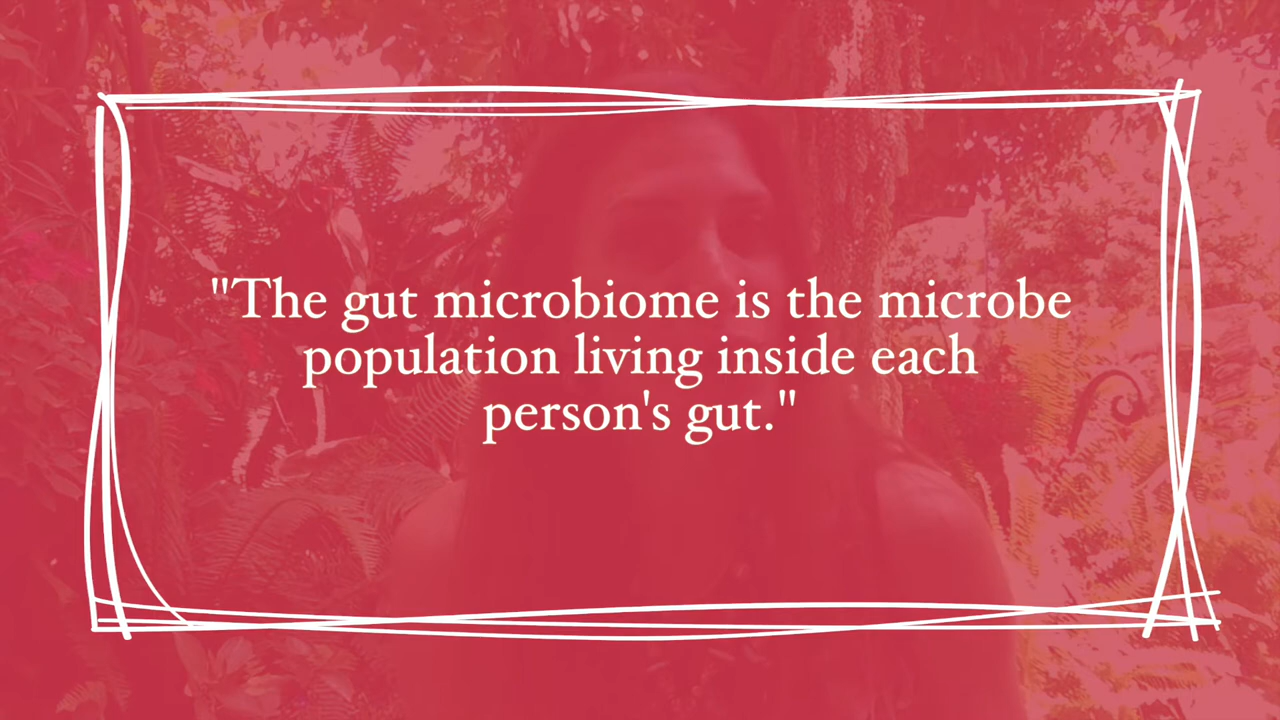 "The gut microbiome is the microbe
population living inside each
person's gut."